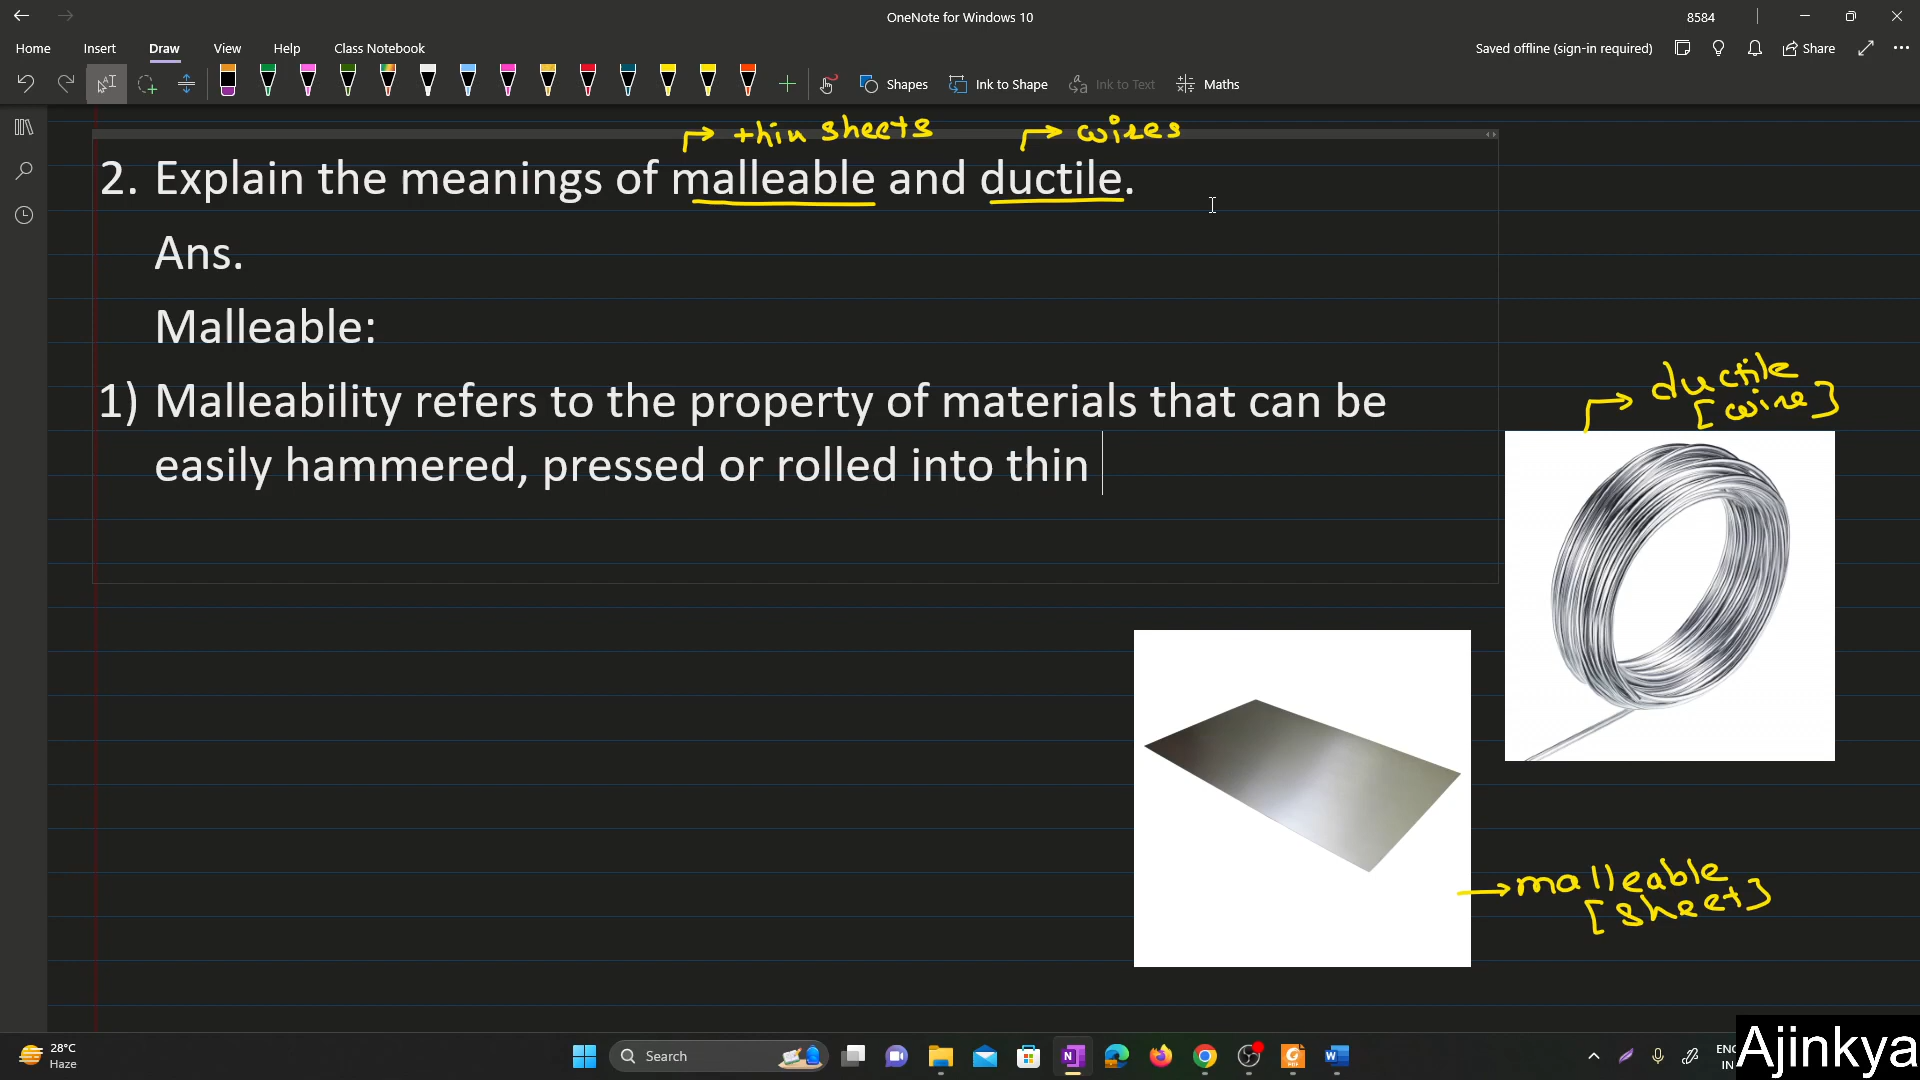 OneNote for Windows 10
8584
Home Insert Draw View Help Class Notebook
Saved offline (sign-in required)
Share
Shapes
Ink to Shape
Ink to Text
Maths
thin sheets
wires
2. Explain the meanings of malleable and ductile.
Ans.
Malleable:
1) Malleability refers to the property of materials that can be
easily hammered, pressed or rolled into thin
ductile
[wire]
malleable
[sheet]
28°C
Haze
Search
ENG
IN
Ajinkya